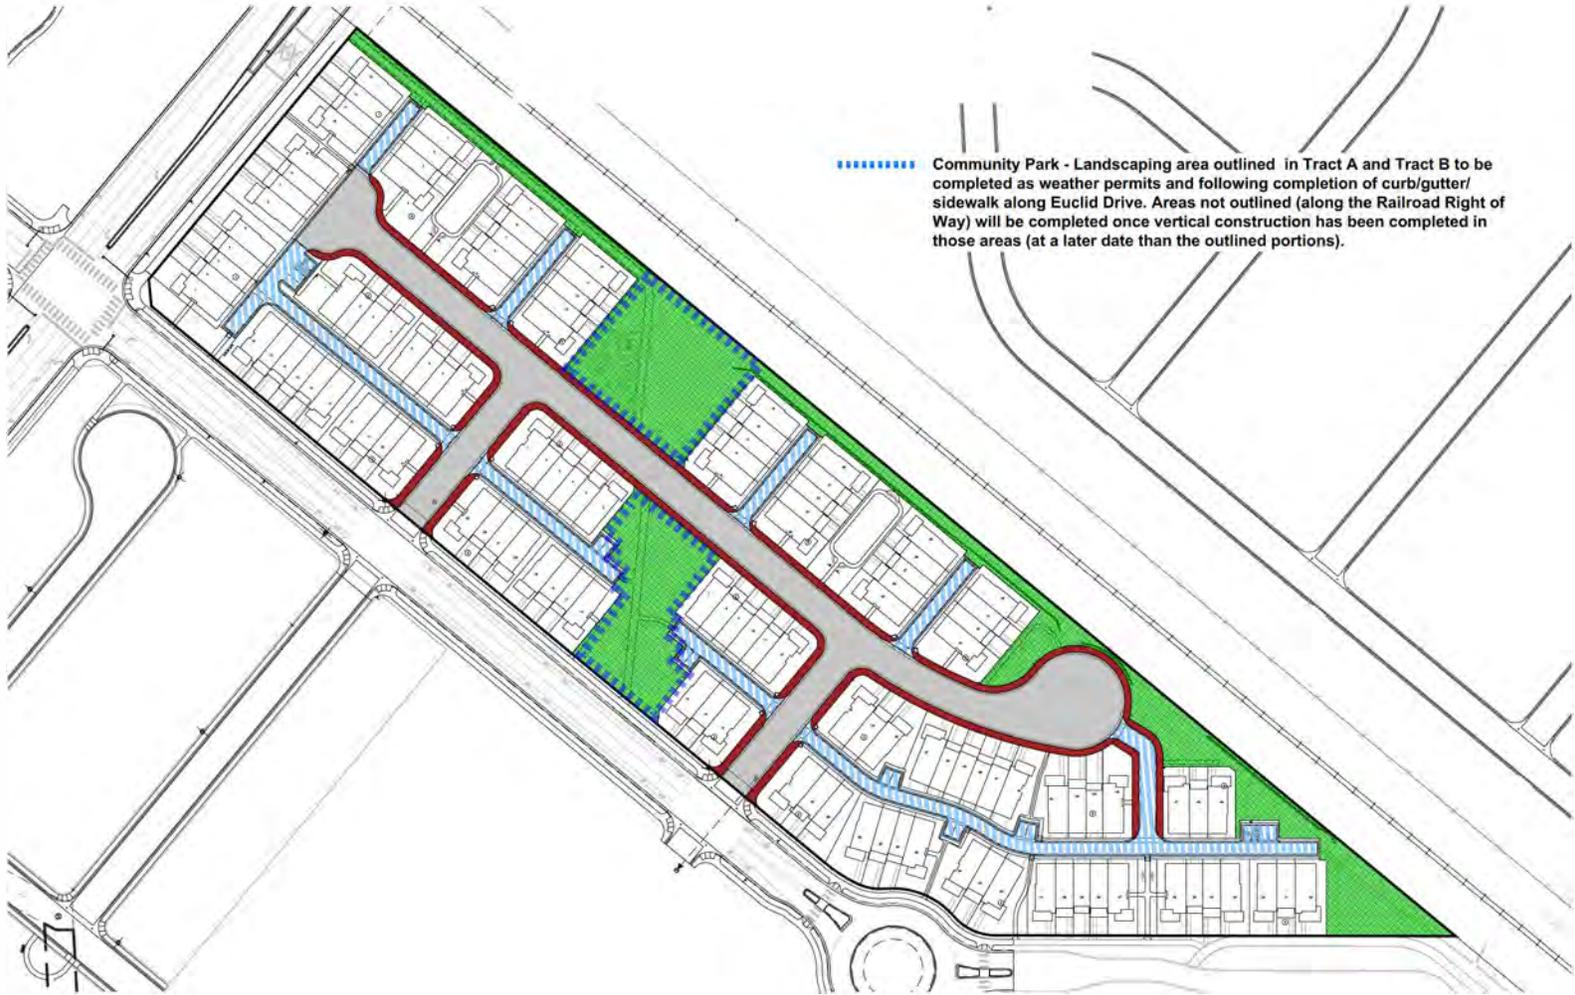 Community Park - Landscaping area outlined in Tract A and Tract B to be
completed as weather permits and following completion of curb/gutter/
sidewalk along Euclid Drive. Areas not outlined (along the Railroad Right of
Way) will be completed once vertical construction has been completed in
those areas (at a later date than the outlined portions).